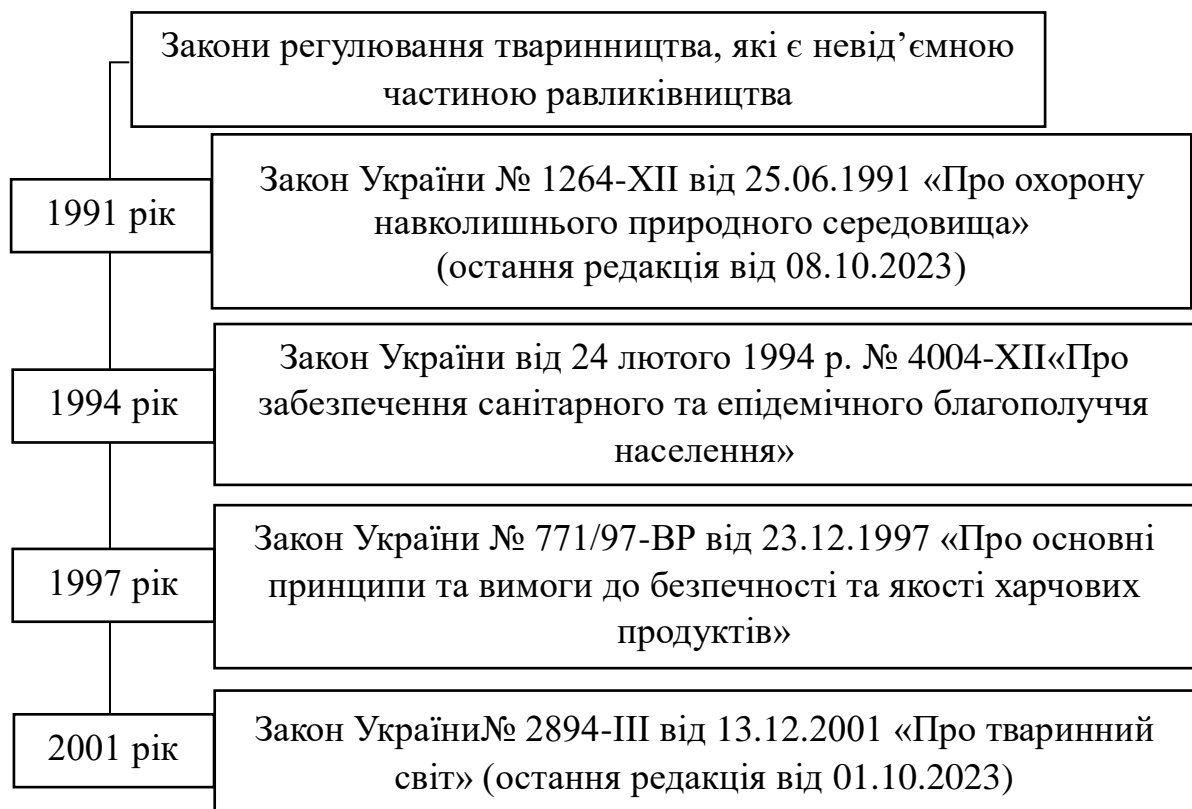 Закони регулювання тваринництва, які є невід’ємною
частиною равликівництва
1991 рік
Закон України № 1264-XII від 25.06.1991 «Про охорону
навколишнього природного середовища»
(остання редакція від 08.10.2023)
1994 рік
Закон України від 24 лютого 1994 р. № 4004-XII«Про
забезпечення санітарного та епідемічного благополуччя
населення»
1997 рік
Закон України № 771/97-ВР від 23.12.1997 «Про основні
принципи та вимоги до безпечності та якості харчових
продуктів»
2001 рік
Закон України№ 2894-III від 13.12.2001 «Про тваринний
світ» (остання редакція від 01.10.2023)